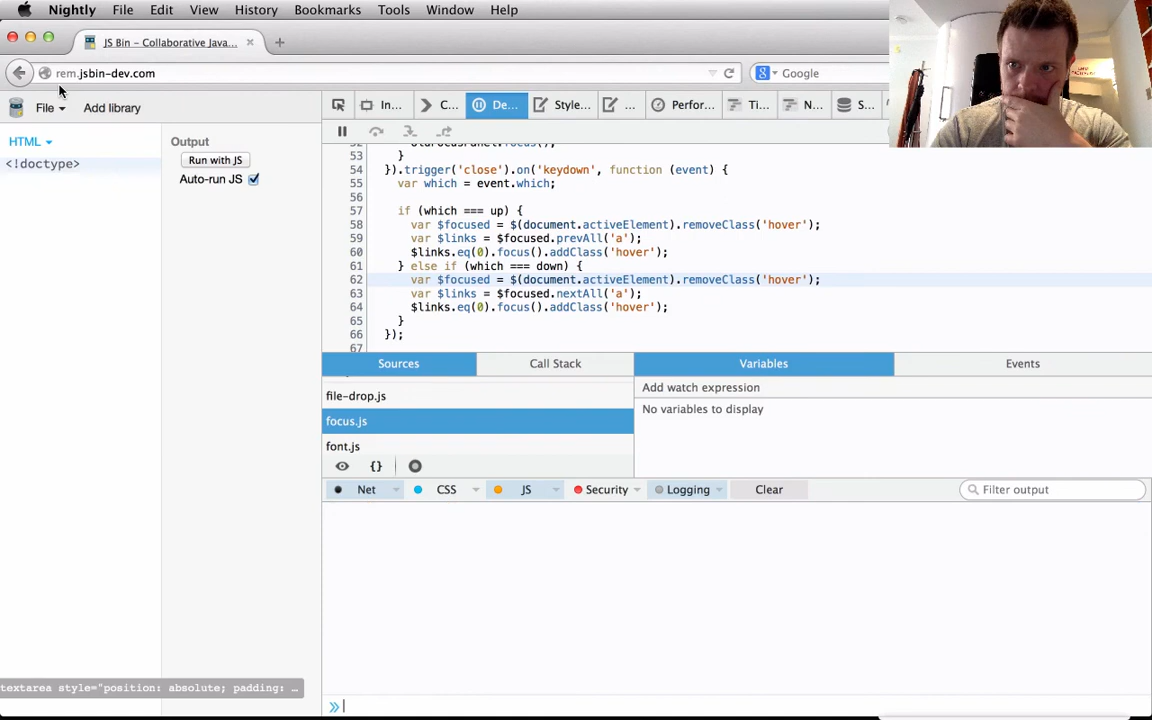 Nightly File Edit View History Bookmarks Tools Window Help
JS Bin – Collaborative Java...
rem.jsbin-dev.com
Google
File Add library
In... C... De... Style... ... Perfor... Ti... N... S...
HTML
<!doctype>
Output
Run with JS
Auto-run JS
53 }
54 }).trigger('close').on('keydown', function (event) {
55 var which = event.which;
56
57 if (which === up) {
58 var $focused = $(document.activeElement).removeClass('hover');
59 var $links = $focused.prevAll('a');
60 $links.eq(0).focus().addClass('hover');
61 } else if (which === down) {
62 var $focused = $(document.activeElement).removeClass('hover');
63 var $links = $focused.nextAll('a');
64 $links.eq(0).focus().addClass('hover');
65 }
66 });
67
Sources Call Stack Variables Events
file-drop.js
focus.js
font.js
{}
Add watch expression
No variables to display
Net CSS JS Security Logging Clear Filter output
textarea style="position: absolute; padding: ...
»